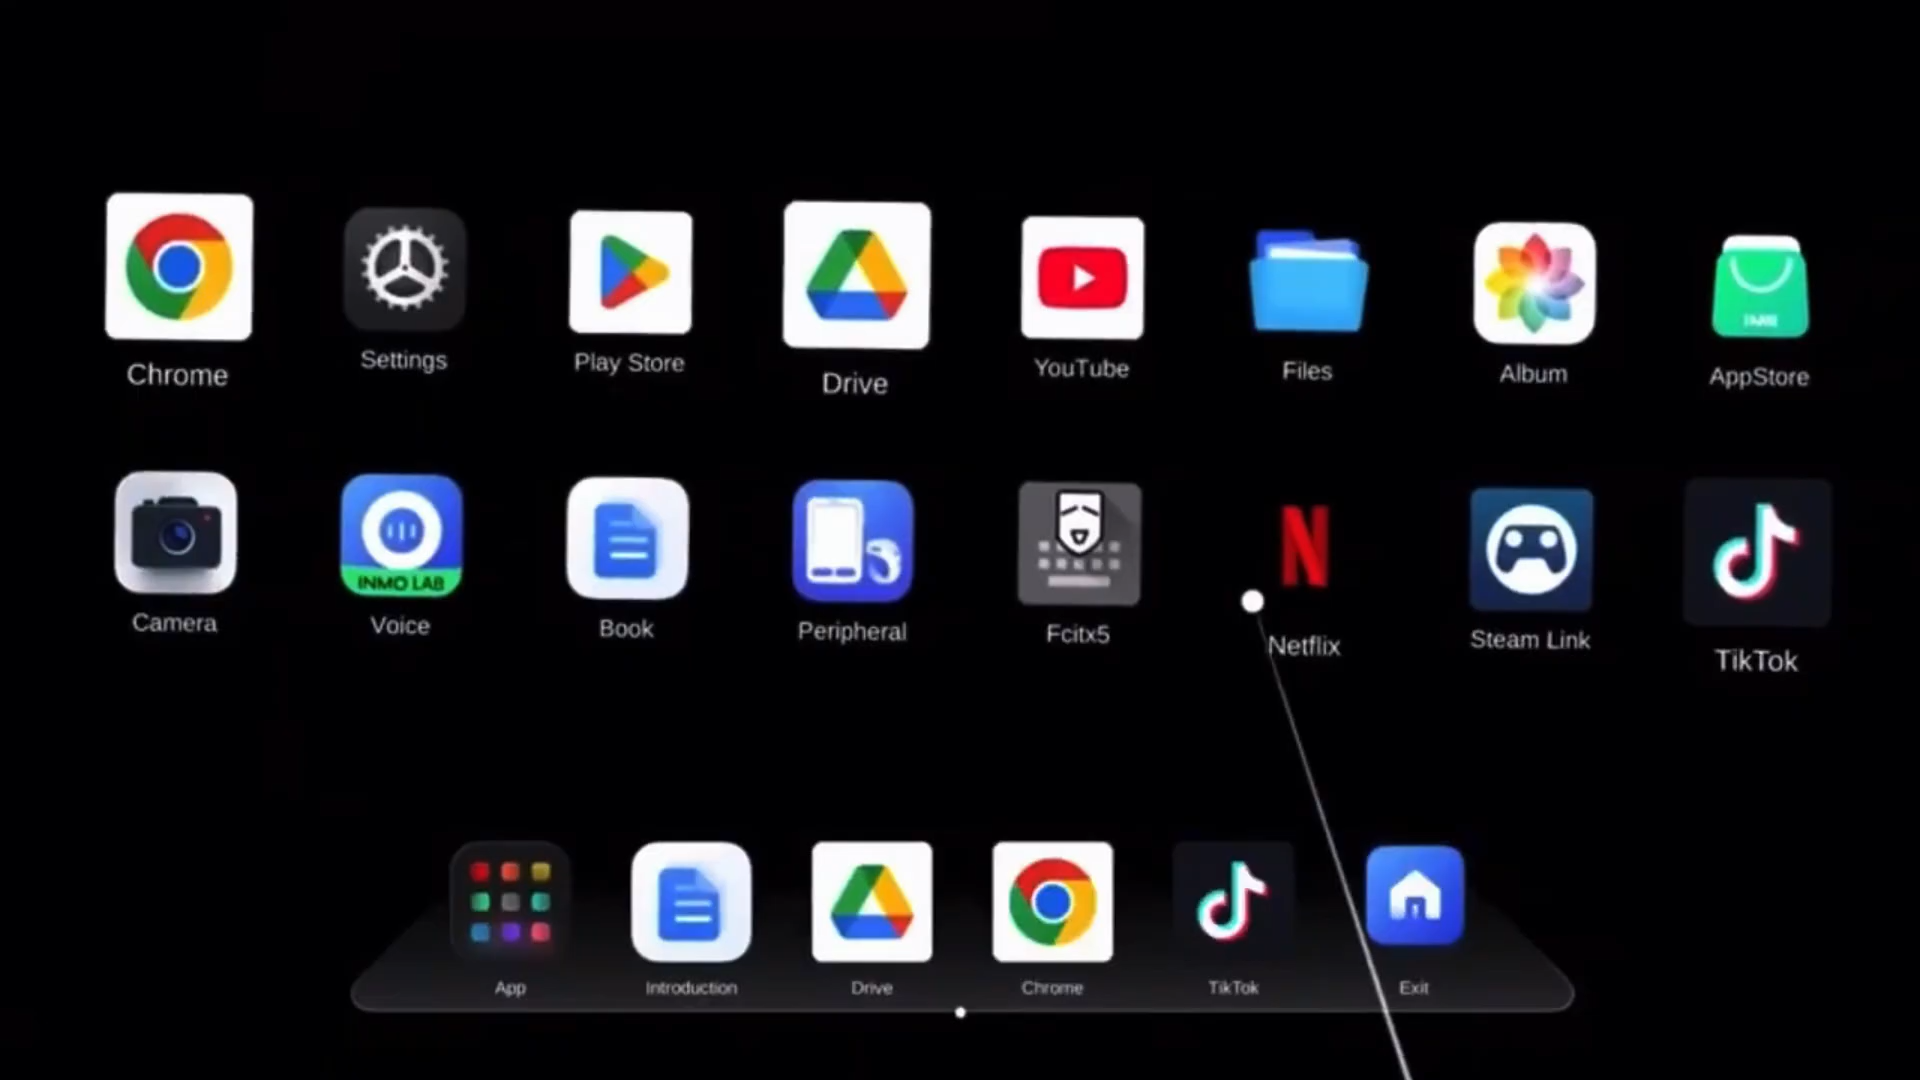 Chrome
Settings
Play Store
Drive
YouTube
Files
Album
AppStore
INMO LAB
Camera
Voice
Book
Peripheral
Fcitx5
N
Netflix
Steam Link
TikTok
App
Introduction
Drive
Chrome
TikTok
Exit